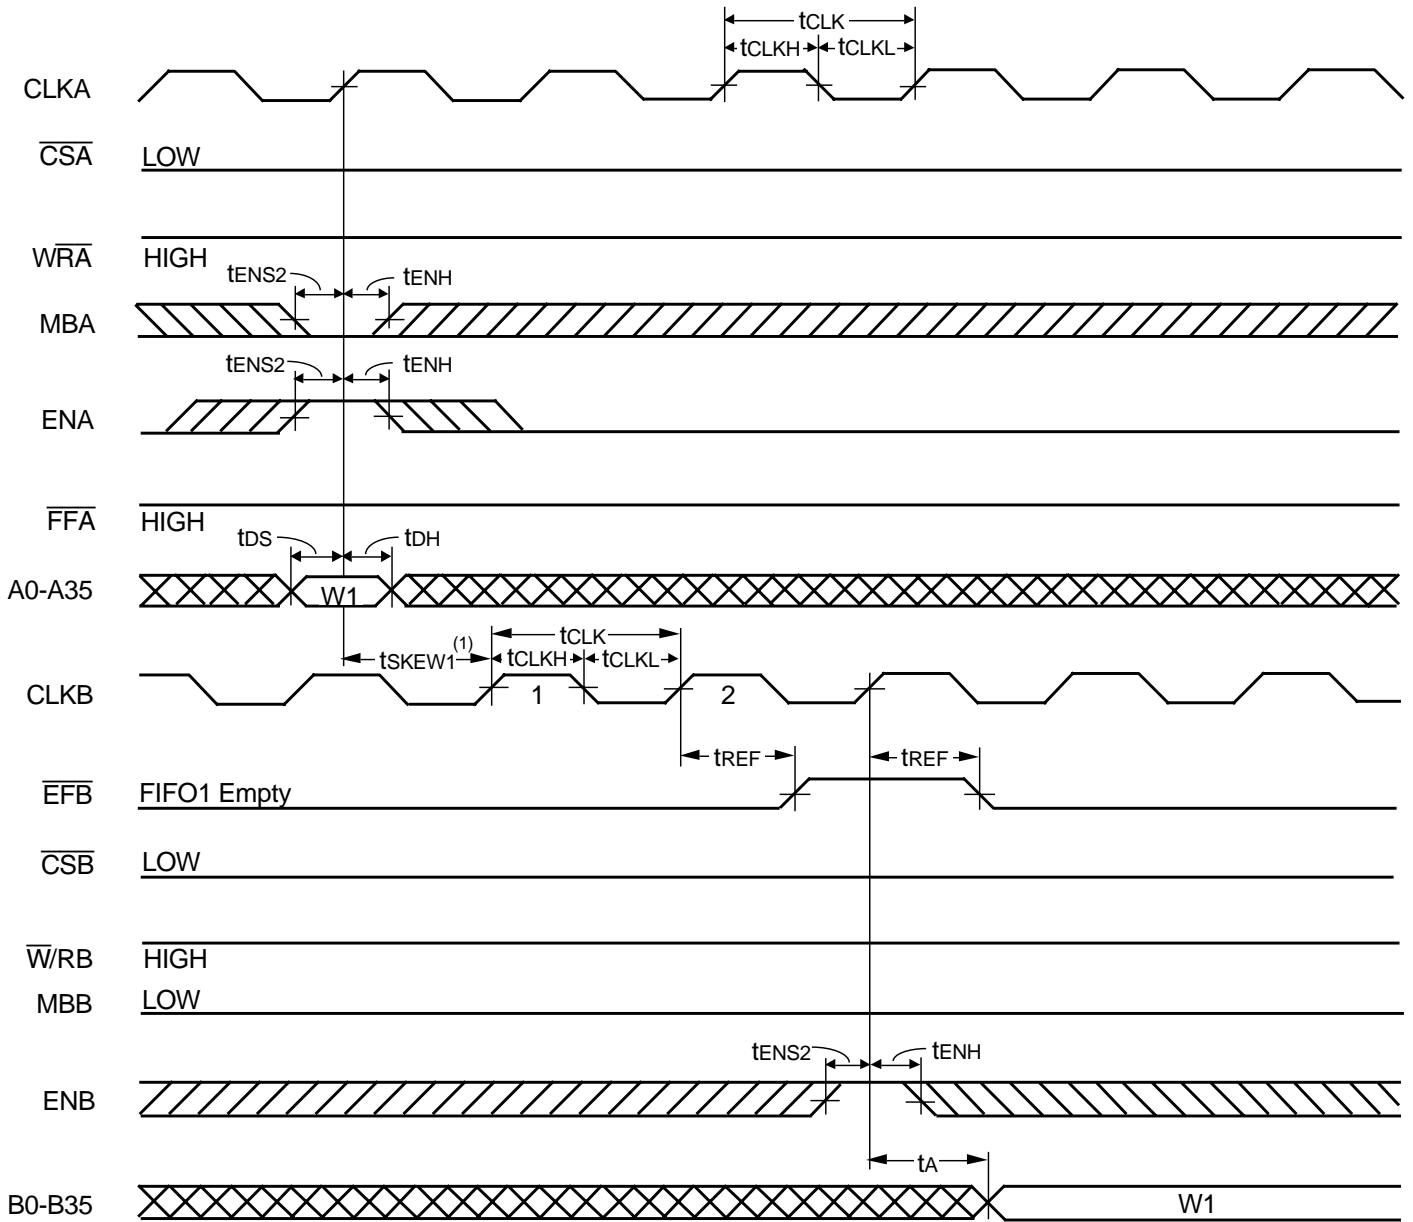 tCLK
tCLKH tCLKL
CLKA
CSA LOW
WRA HIGH
tENS2 tENH
MBA
tENS2 tENH
ENA
FFA HIGH
tDS tDH
A0-A35 W1
tSKEW1(1) tCLK
tCLKH tCLKL
CLKB 1 2
tREF tREF
EFB FIFO1 Empty
CSB LOW
W/RB HIGH
MBB LOW
tENS2 tENH
ENB
tA
B0-B35 W1